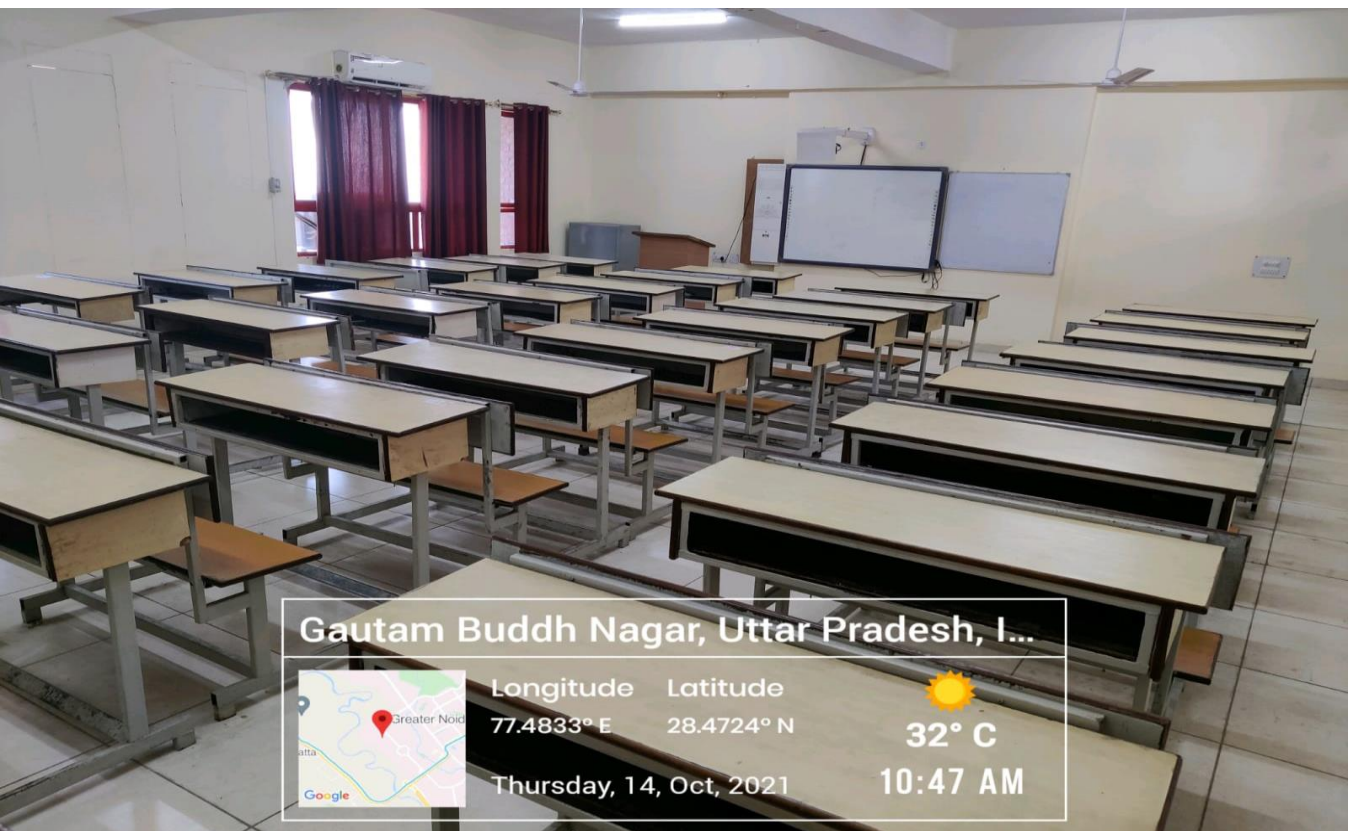 Gautam Buddh Nagar, Uttar Pradesh, I...
Longitude Latitude
77.4833° E 28.4724° N
32° C
Thursday, 14, Oct, 2021
10:47 AM
Greater Noid
atta
Google